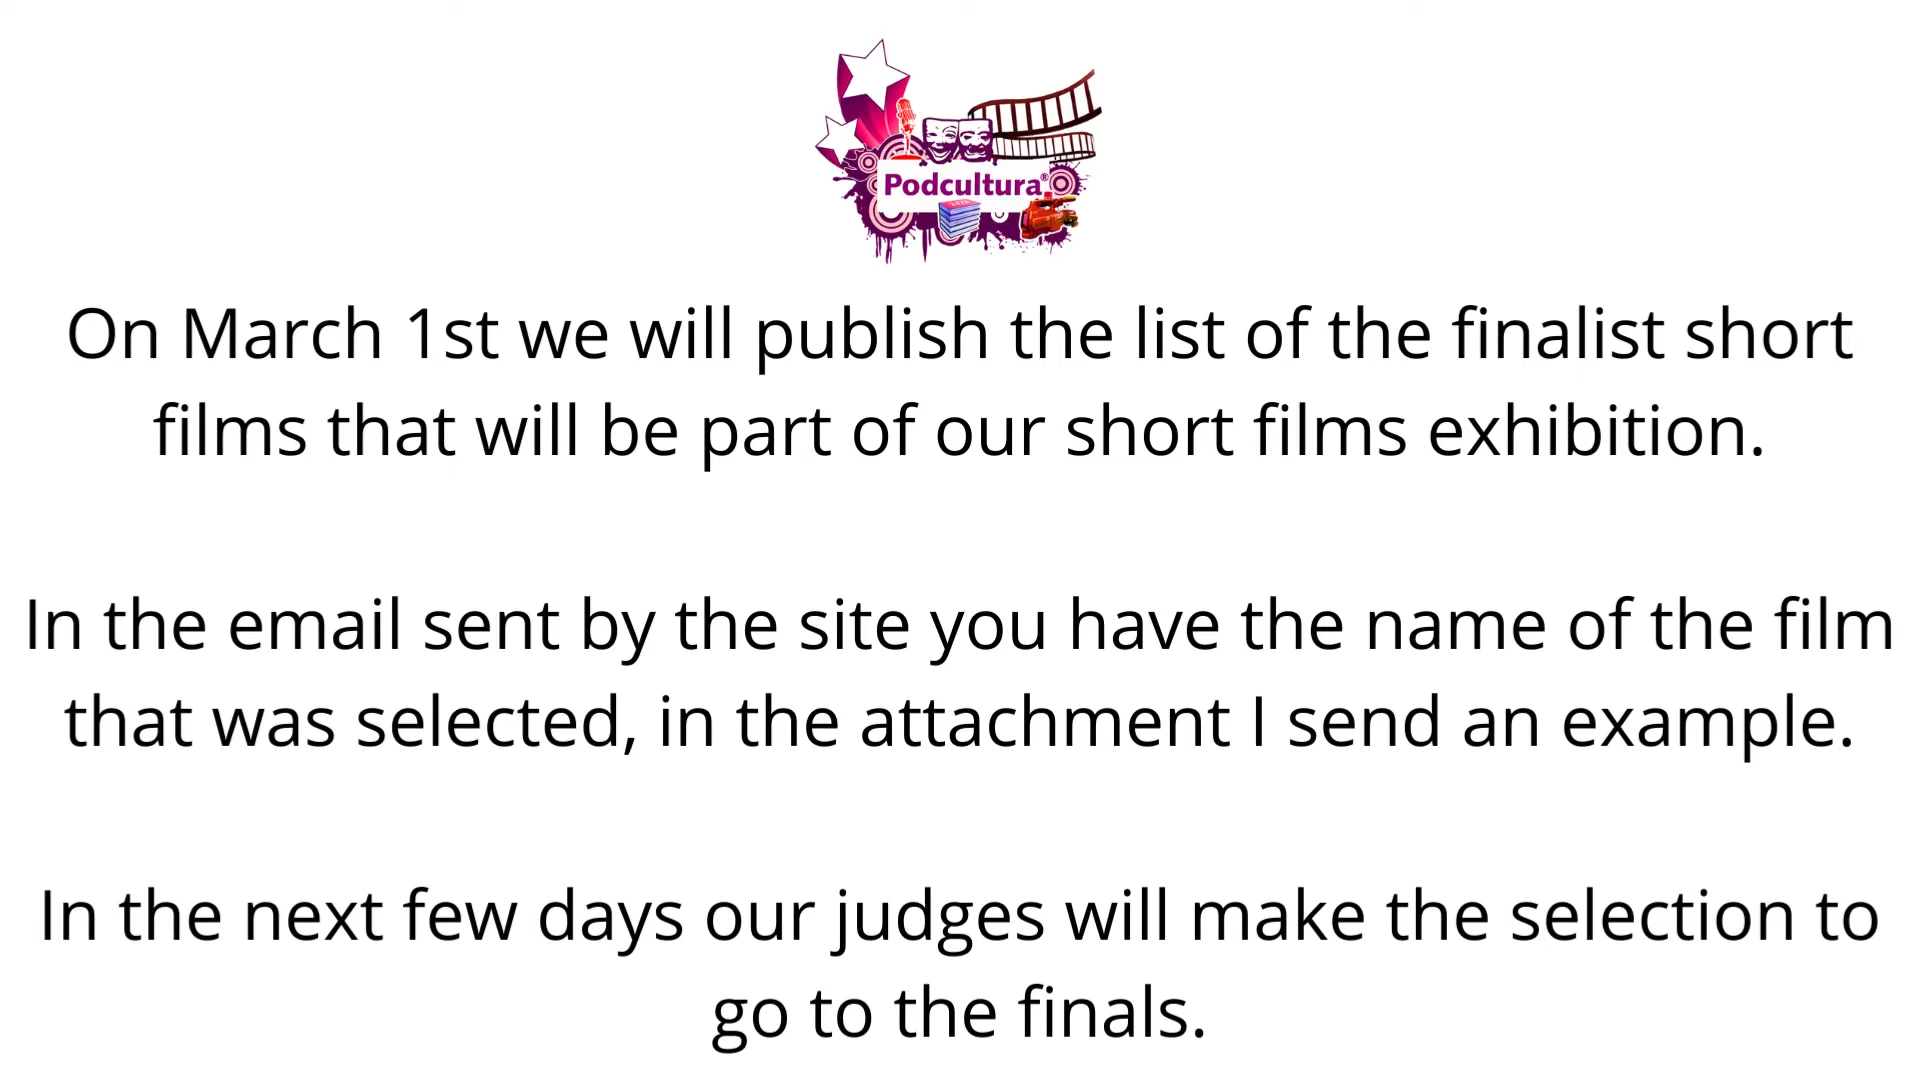 Podcultura®
On March 1st we will publish the list of the finalist short
films that will be part of our short films exhibition.
In the email sent by the site you have the name of the film
that was selected, in the attachment I send an example.
In the next few days our judges will make the selection to
go to the finals.